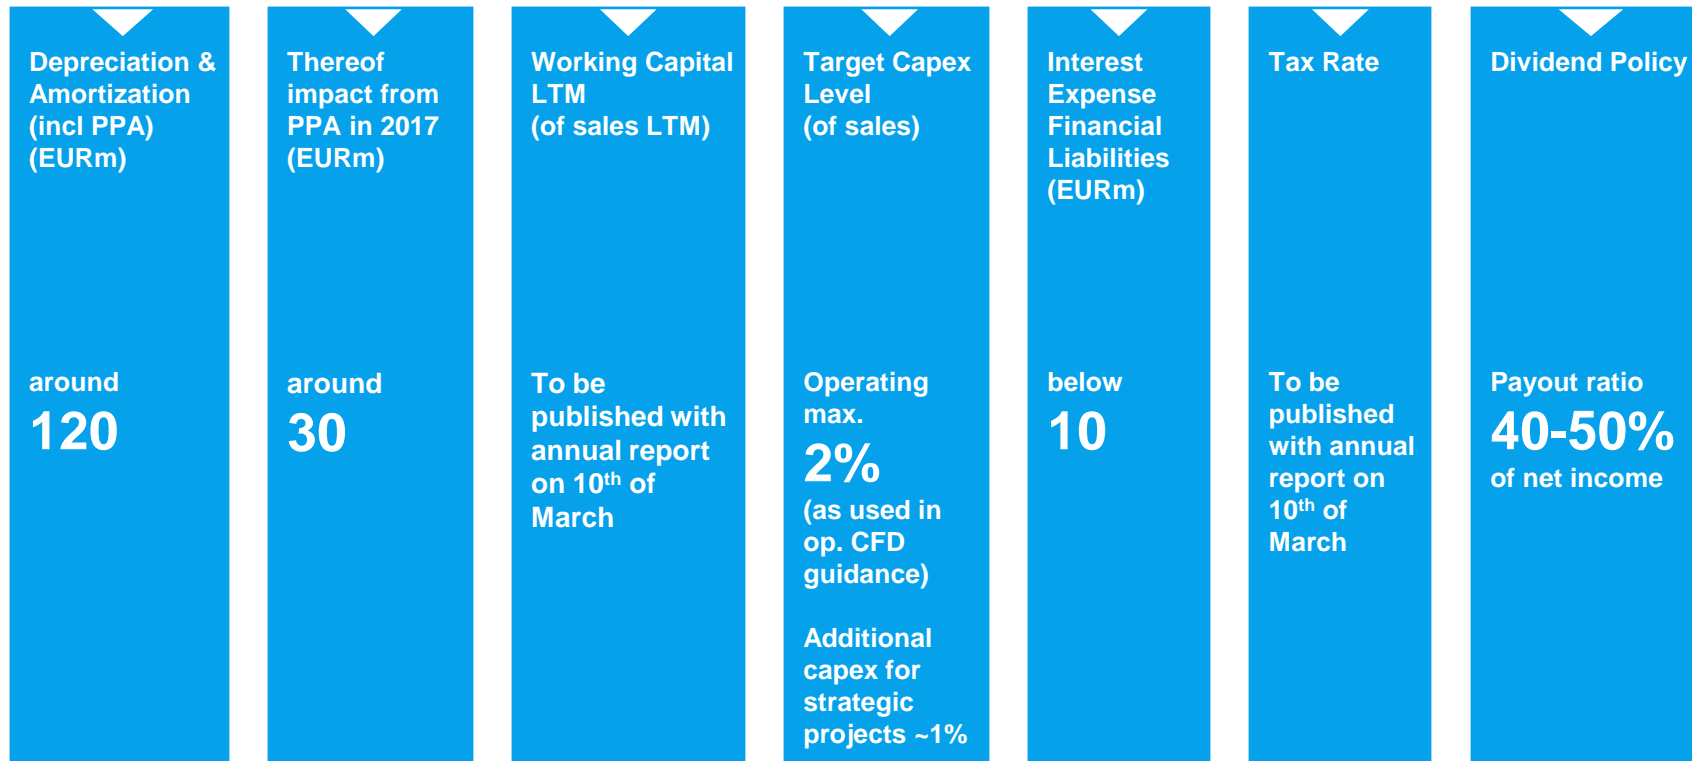 Depreciation &
Amortization
(incl PPA)
(EURm)
around
120
Thereof
impact from
PPA in 2017
(EURm)
around
30
Working Capital
LTM
(of sales LTM)
To be
published with
annual report
on 10th of
March
Target Capex
Level
(of sales)
Operating
max.
2%
(as used in
op. CFD
guidance)
Additional
capex for
strategic
projects ~1%
Interest
Expense
Financial
Liabilities
(EURm)
below
10
Tax Rate
To be
published
with annual
report on
10th of
March
Dividend Policy
Payout ratio
40-50%
of net income